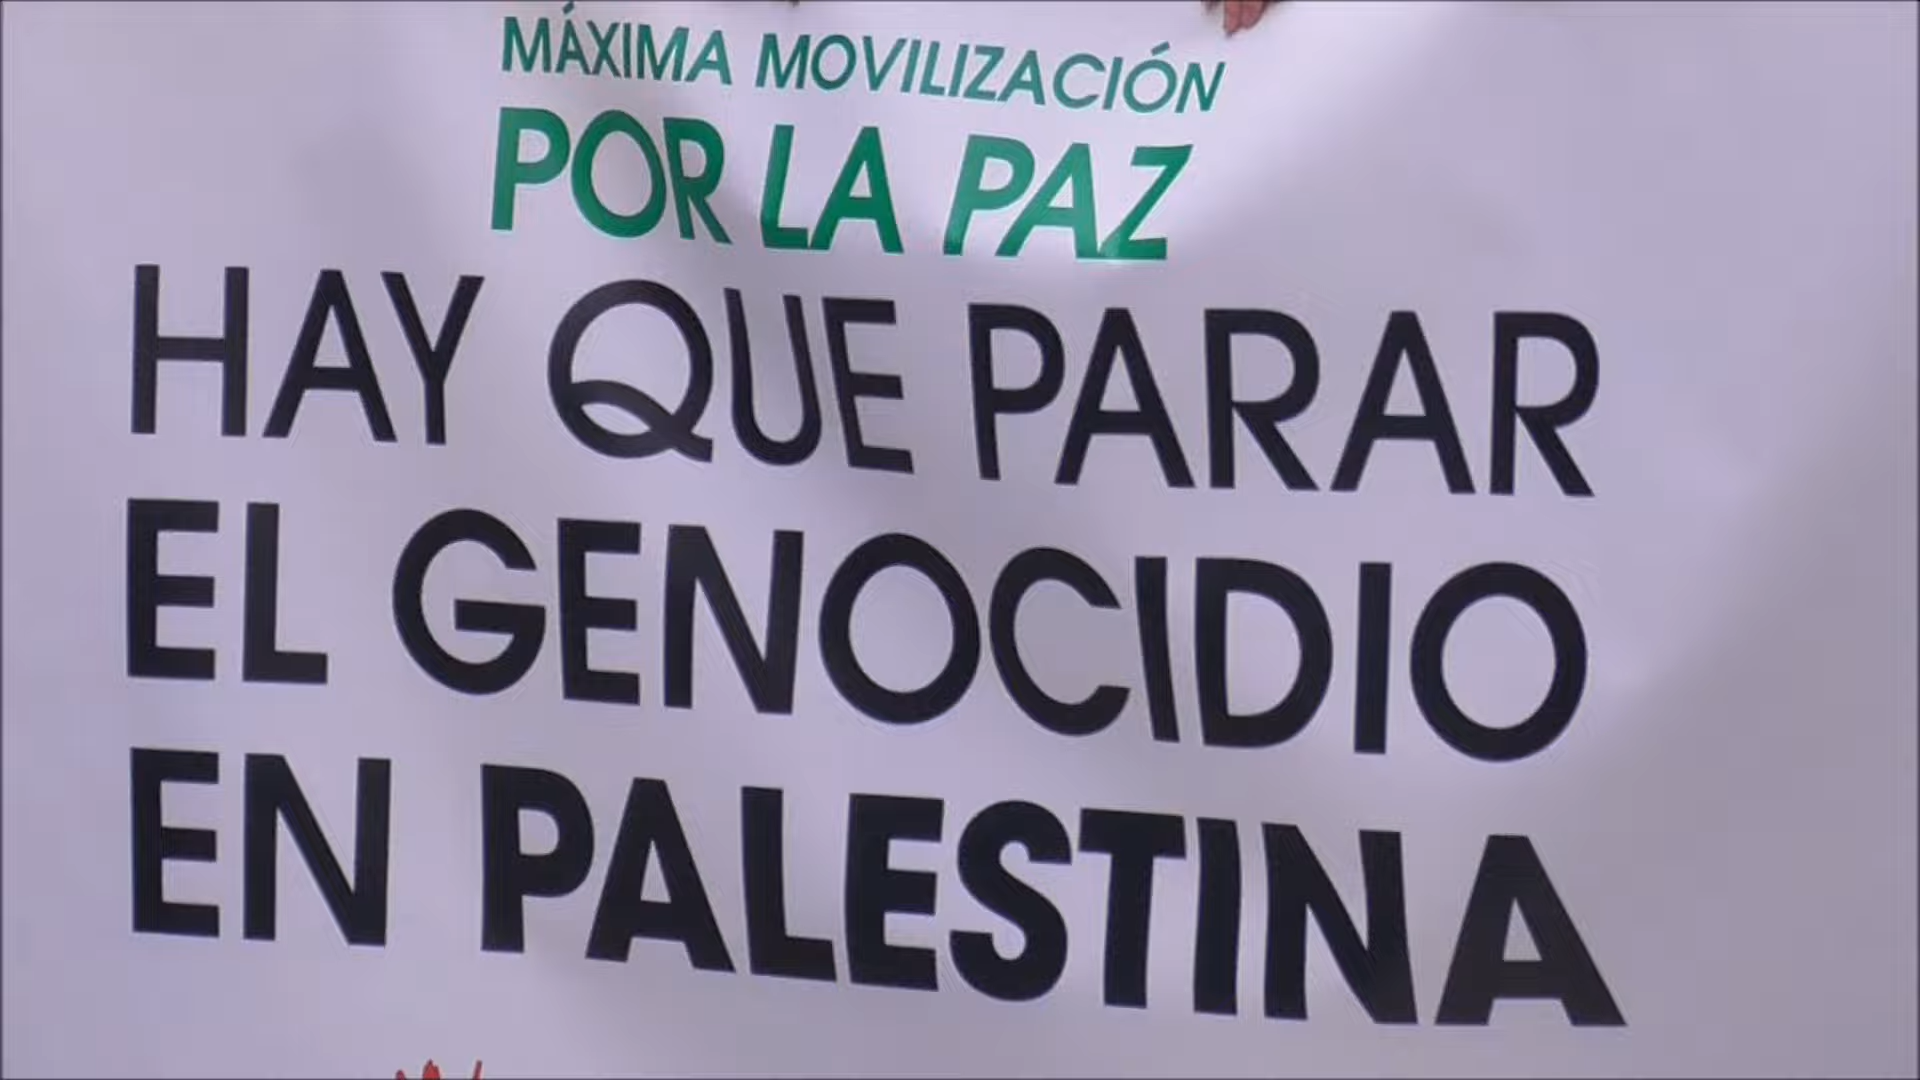 MÁXIMA MOVILIZACIÓN
POR LA PAZ
HAY QUE PARAR
EL GENOCIDIO
EN PALESTINA